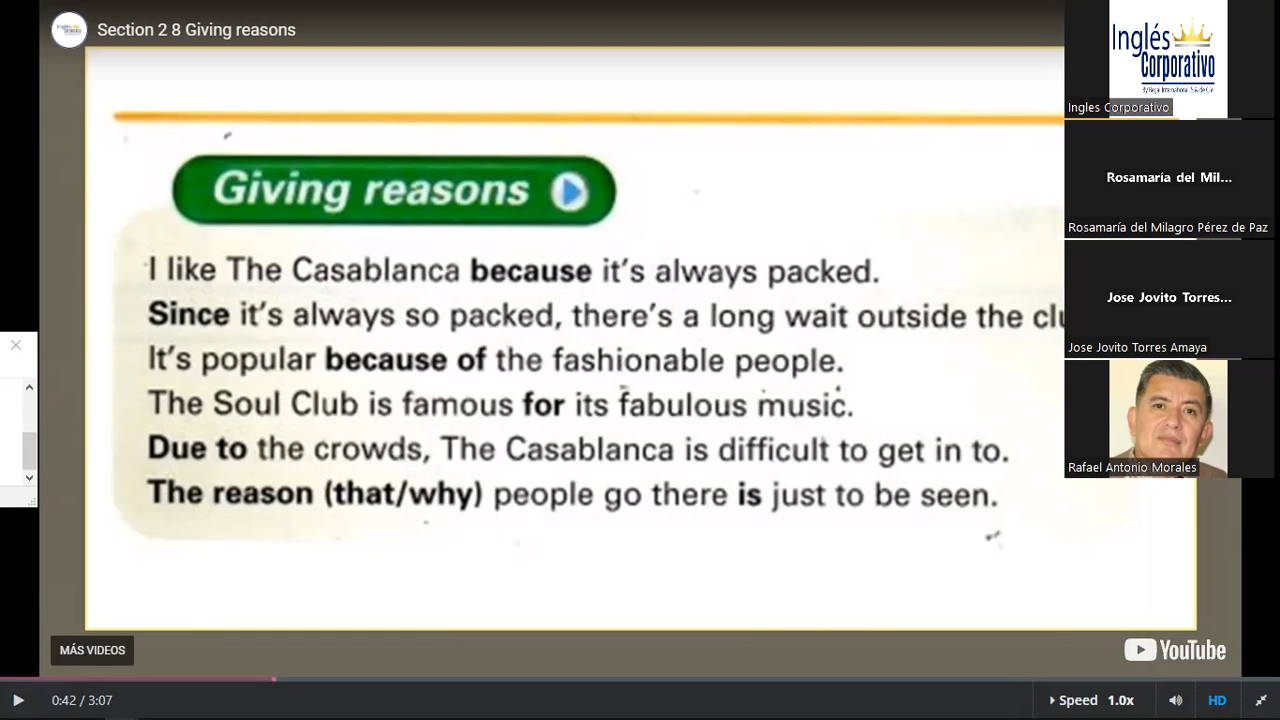 Section 2 8 Giving reasons
Giving reasons
I like The Casablanca because it's always packed.
Since it's always so packed, there's a long wait outside the
It's popular because of the fashionable people.
The Soul Club is famous for its fabulous music.
Due to the crowds, The Casablanca is difficult to get in to.
The reason (that/why) people go there is just to be seen.
Inglés
Corporativo
By Regal International, S.A. de C.V.
Ingles Corporativo
Rosamaría del Mil...
Rosamaría del Milagro Pérez de Paz
Jose Jovito Torres...
Jose Jovito Torres Amaya
Rafael Antonio Morales
MÁS VIDEOS
YouTube
0:42 / 3:07
Speed 1.0x
HD